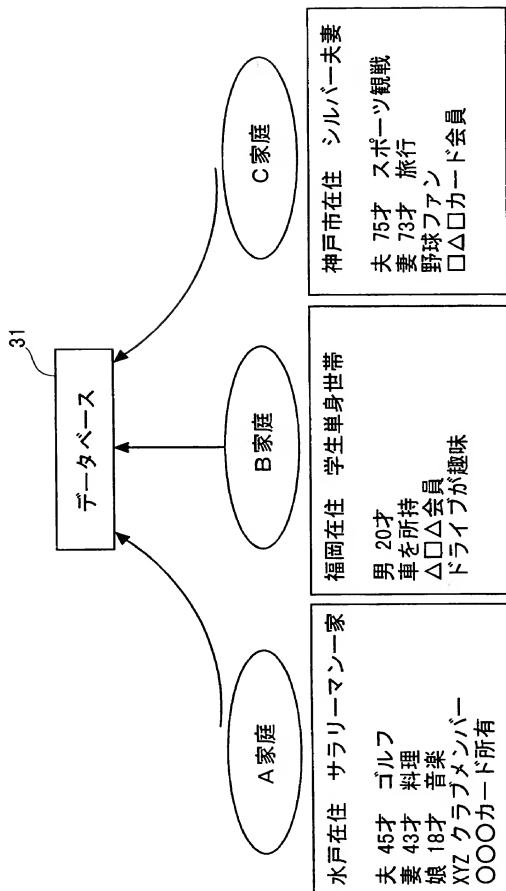 31
データベース
A家庭
B家庭
C家庭
水戸在住 サラリーマン一家
夫 45才 ゴルフ
妻 43才 料理
娘 18才 音楽
XYZ クラブメンバー
〇〇〇カード所有
福岡在住 学生単身世帯
男 20才
車を所持
△□△会員
ドライブが趣味
神戸市在住 シルバー夫妻
夫 75才 スポーツ観戦
妻 73才 旅行
野球ファン
□△□カード会員